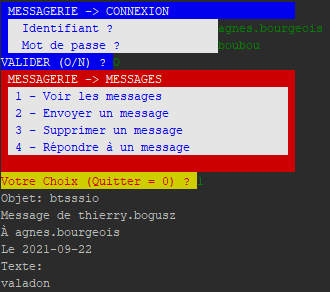 MESSAGERIE -> CONNEXION
Identifiant ? agnes.bourgeois
Mot de passe ? boubou
VALIDER (O/N) ? O
MESSAGERIE -> MESSAGES
1 - Voir les messages
2 - Envoyer un message
3 - Supprimer un message
4 - Répondre à un message
Votre Choix (Quitter = 0) ? 1
Objet: btsssio
Message de thierry.bogusz
À agnes.bourgeois
Le 2021-09-22
Texte:
valadon